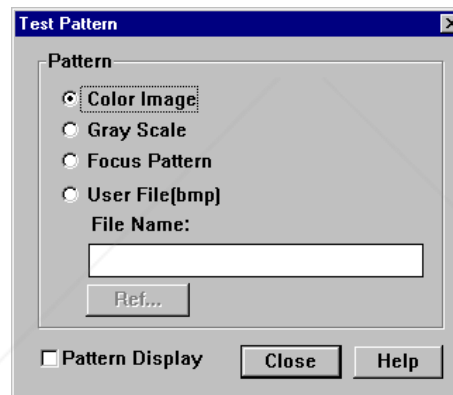 Test Pattern
Pattern
Color Image
Gray Scale
Focus Pattern
User File(bmp)
File Name:
Ref...
Pattern Display Close Help